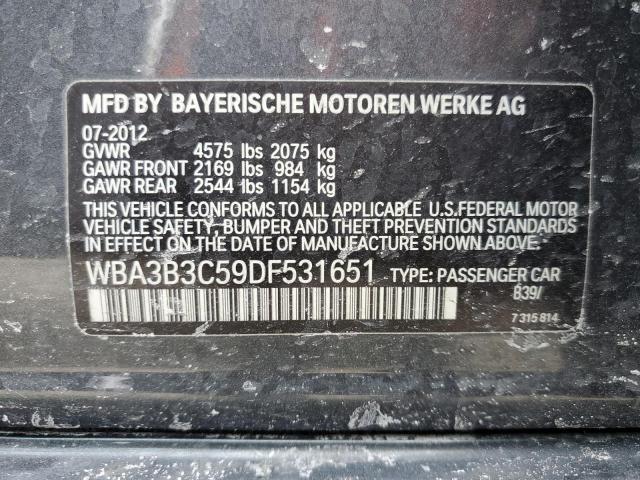 MFD BY BAYERISCHE MOTOREN WERKE AG
07-2012
GVWR 4575 lbs 2075 kg
GAWR FRONT 2169 lbs 984 kg
GAWR REAR 2544 lbs 1154 kg
THIS VEHICLE CONFORMS TO ALL APPLICABLE U.S.FEDERAL MOTOR
VEHICLE SAFETY, BUMPER AND THEFT PREVENTION STANDARDS
IN EFFECT ON THE DATE OF MANUFACTURE SHOWN ABOVE.
WBA3B3C59DF531651 TYPE: PASSENGER CAR
B39/
7 315 814